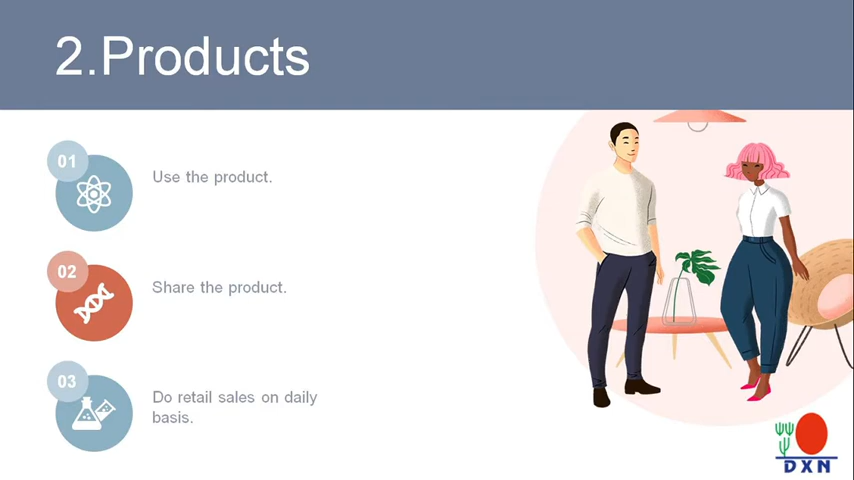 2.Products
01
Use the product.
02
Share the product.
03
Do retail sales on daily
basis.
DXN